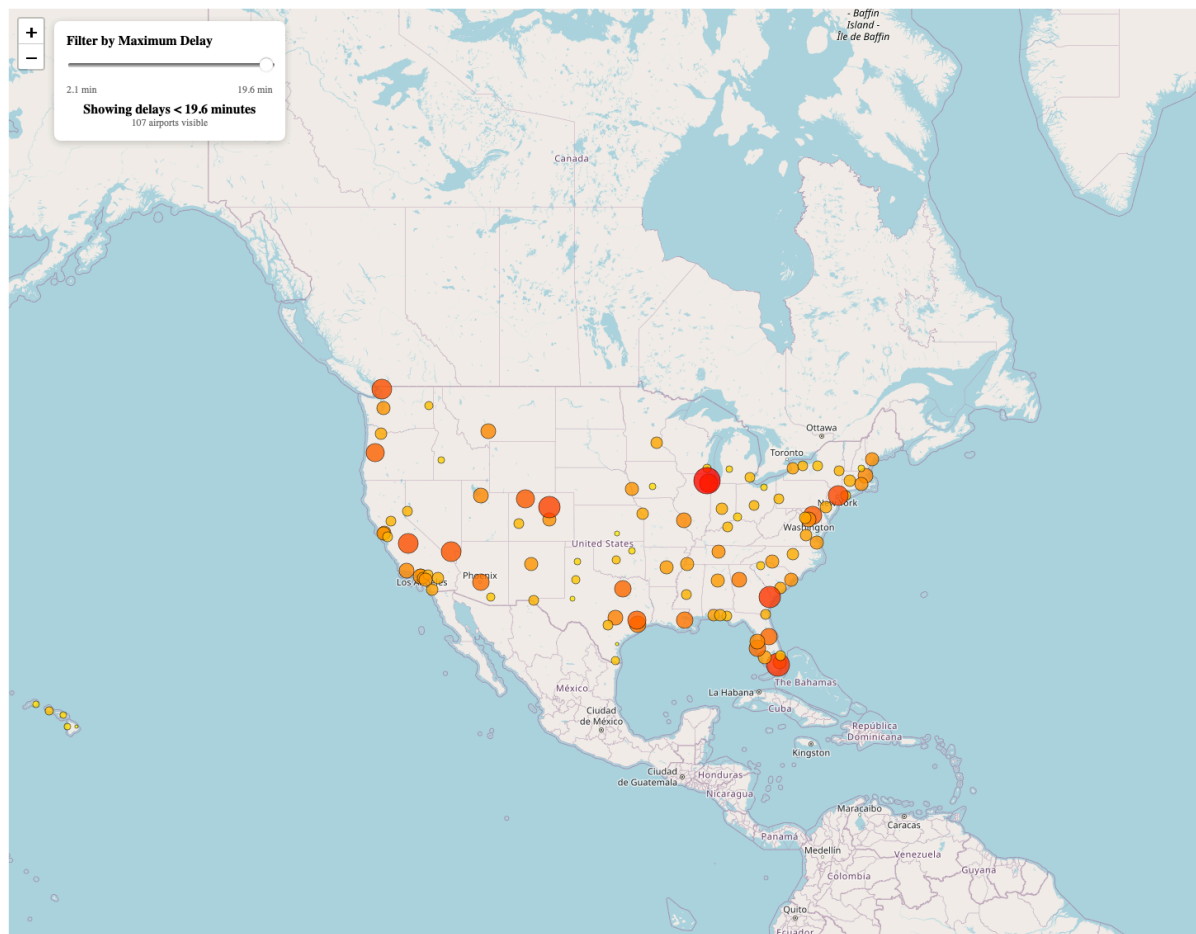 +
−
Filter by Maximum Delay
2.1 min 19.6 min
Showing delays < 19.6 minutes
107 airports visible
- Baffin
Island -
Île de Baffin
Canada
Ottawa
Toronto
New York
Washington
United States
Phoenix
Los Angeles
The Bahamas
La Habana
México
Cuba
Ciudad
de México
República
Dominicana
Kingston
Ciudad
de Guatemala
Honduras
Nicaragua
Maracaibo
Caracas
Panamá
Medellín
Venezuela
Guyana
Colombia
Quito
Ecuador